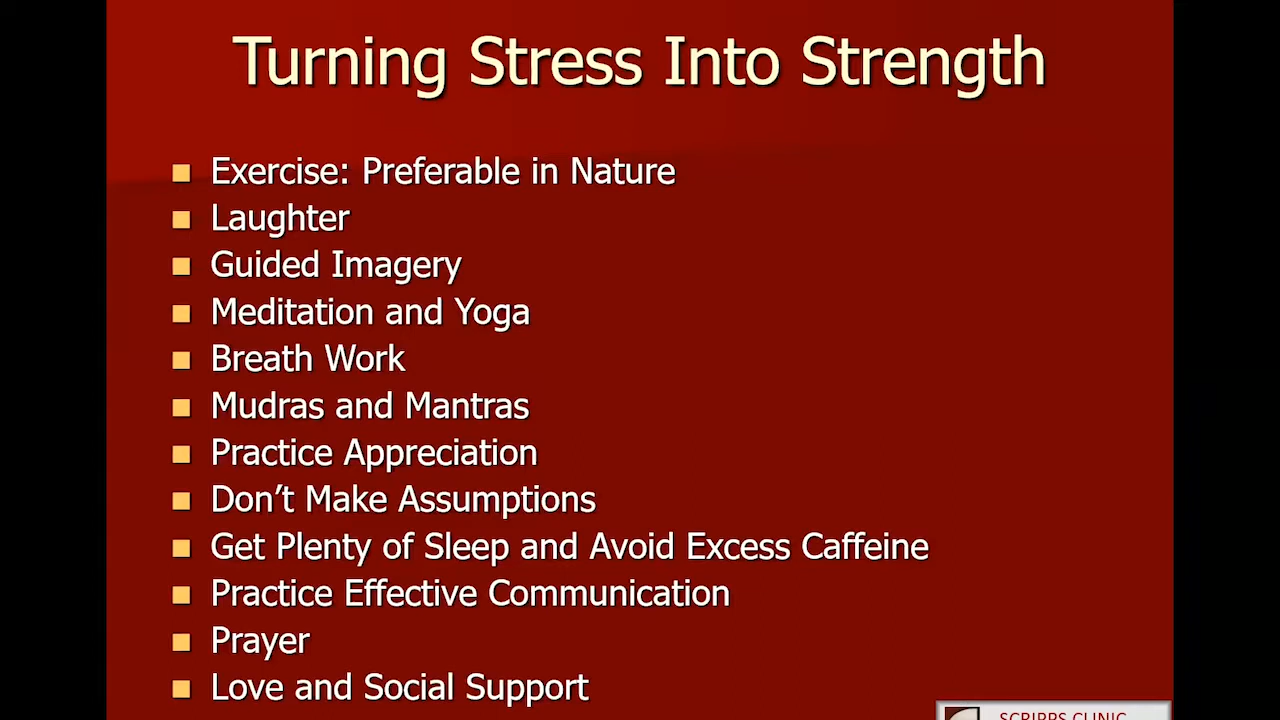 Turning Stress Into Strength
Exercise: Preferable in Nature
Laughter
Guided Imagery
Meditation and Yoga
Breath Work
Mudras and Mantras
Practice Appreciation
Don’t Make Assumptions
Get Plenty of Sleep and Avoid Excess Caffeine
Practice Effective Communication
Prayer
Love and Social Support
SCRIPPS CLINIC